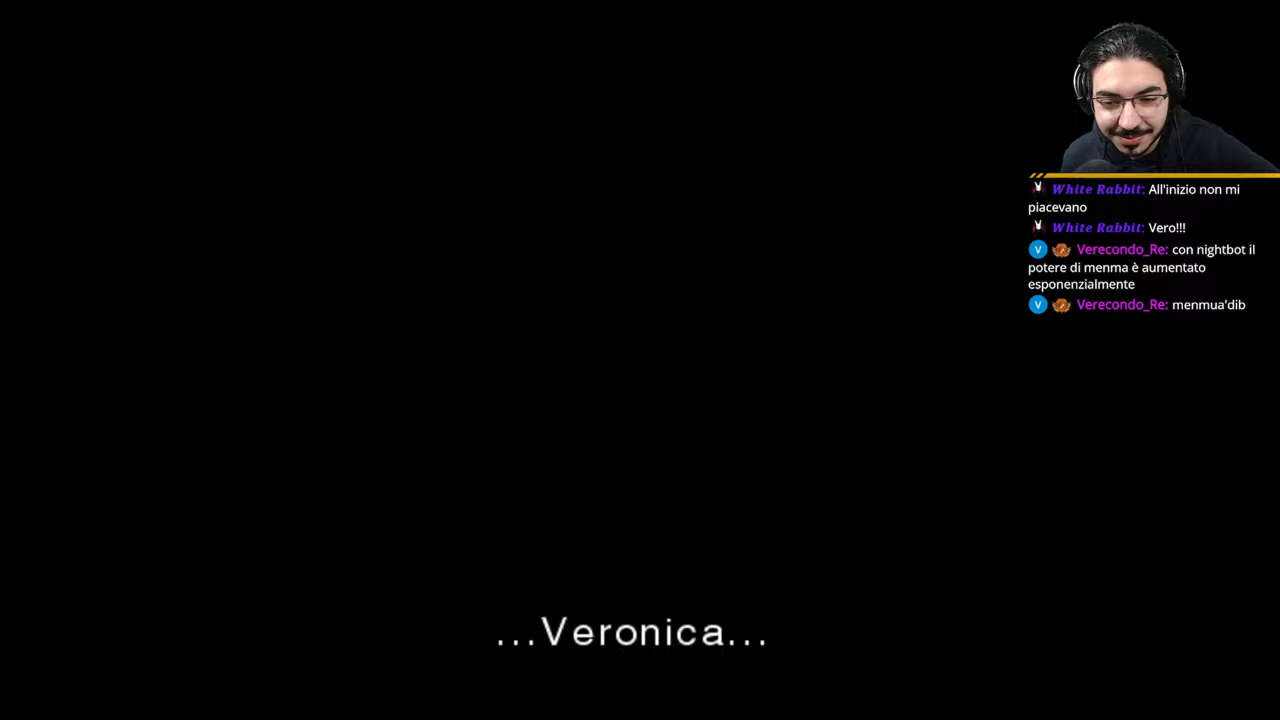 White Rabbit: All'inizio non mi
piacevano
White Rabbit: Vero!!!
V Verecondo_Re: con nightbot il
potere di menma è aumentato
esponenzialmente
V Verecondo_Re: menmua'dib
...Veronica...